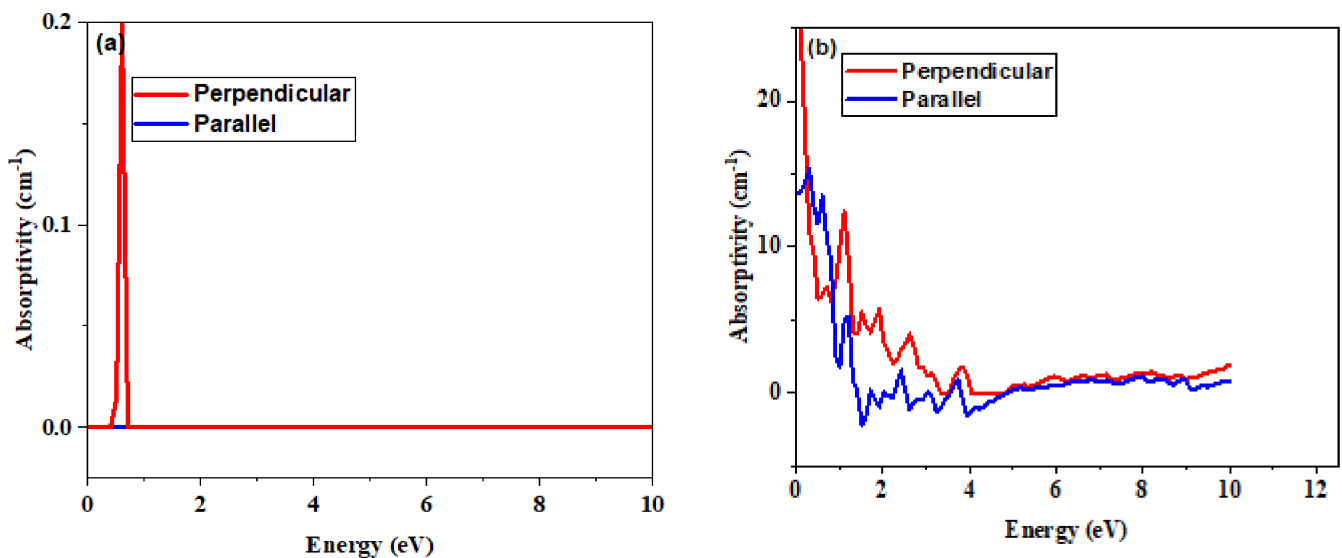 (a)
Perpendicular
Parallel
Absorptivity (cm⁻¹)
0.2
0.1
0.0
0 2 4 6 8 10
Energy (eV)
(b)
Perpendicular
Parallel
Absorptivity (cm⁻¹)
20
10
0
0 2 4 6 8 10 12
Energy (eV)